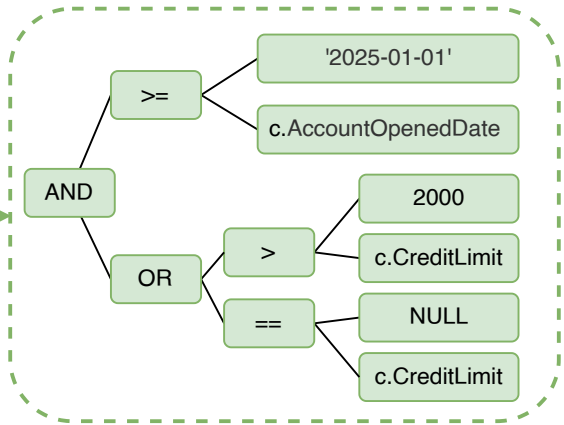 '2025-01-01'
>=
c.AccountOpenedDate
AND
2000
>
c.CreditLimit
OR
NULL
==
c.CreditLimit